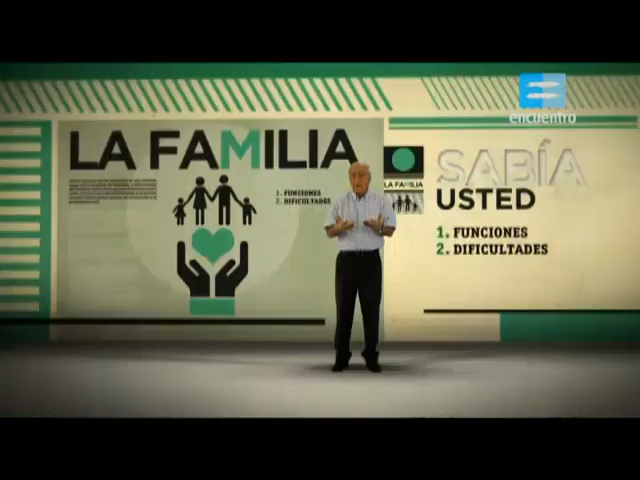 encuentro
LA FAMILIA
1. FUNCIONES
2. DIFICULTADES
LA FAMILIA
SABÍA
USTED
1. FUNCIONES
2. DIFICULTADES